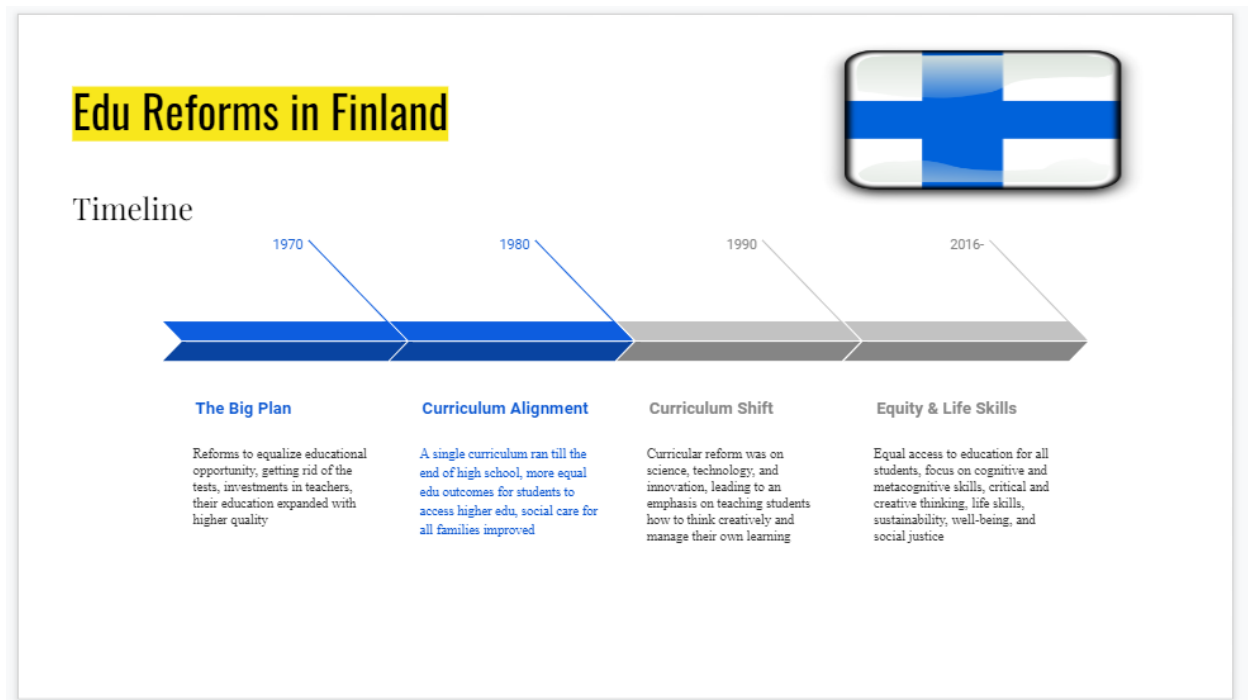 Edu Reforms in Finland
Timeline
1970
1980
1990
2016-
The Big Plan
Reforms to equalize educational
opportunity, getting rid of the
tests, investments in teachers,
their education expanded with
higher quality
Curriculum Alignment
A single curriculum ran till the
end of high school, more equal
edu outcomes for students to
access higher edu, social care for
all families improved
Curriculum Shift
Curricular reform was on
science, technology, and
innovation, leading to an
emphasis on teaching students
how to think creatively and
manage their own learning
Equity & Life Skills
Equal access to education for all
students, focus on cognitive and
metacognitive skills, critical and
creative thinking, life skills,
sustainability, well-being, and
social justice